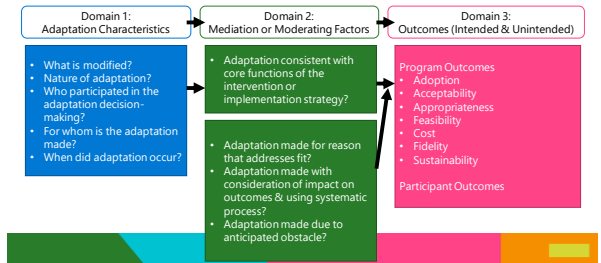 Domain 1:
Adaptation Characteristics
Domain 2:
Mediation or Moderating Factors
Domain 3:
Outcomes (Intended & Unintended)
• What is modified?
• Nature of adaptation?
• Who participated in the
adaptation decision-
making?
• For whom is the adaptation
made?
• When did adaptation occur?
• Adaptation consistent with
core functions of the
intervention or
implementation strategy?
• Adaptation made for reason
that addresses fit?
• Adaptation made with
consideration of impact on
outcomes & using systematic
process?
• Adaptation made due to
anticipated obstacle?
Program Outcomes
• Adoption
• Acceptability
• Appropriateness
• Feasibility
• Cost
• Fidelity
• Sustainability
Participant Outcomes